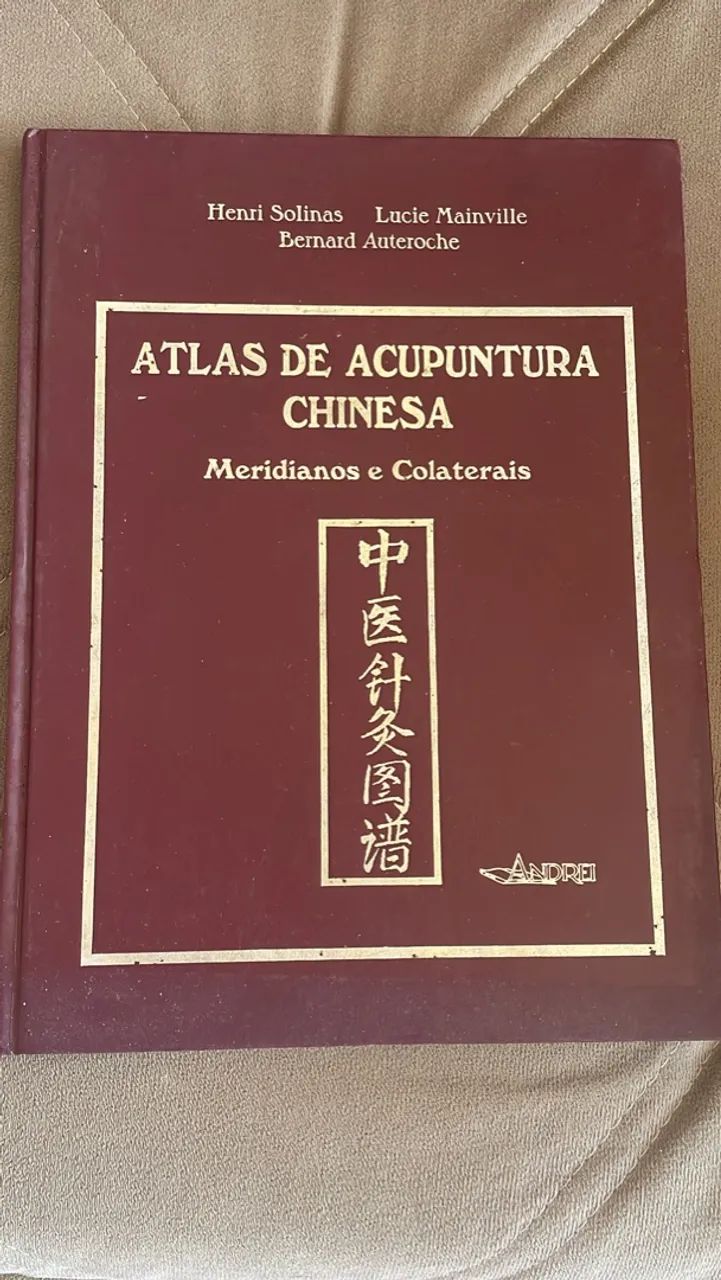 Henri Solinas Lucie Mainville
Bernard Auteroche
ATLAS DE ACUPUNTURA
CHINESA
Meridianos e Colaterais
中医针灸图谱
ANDREI